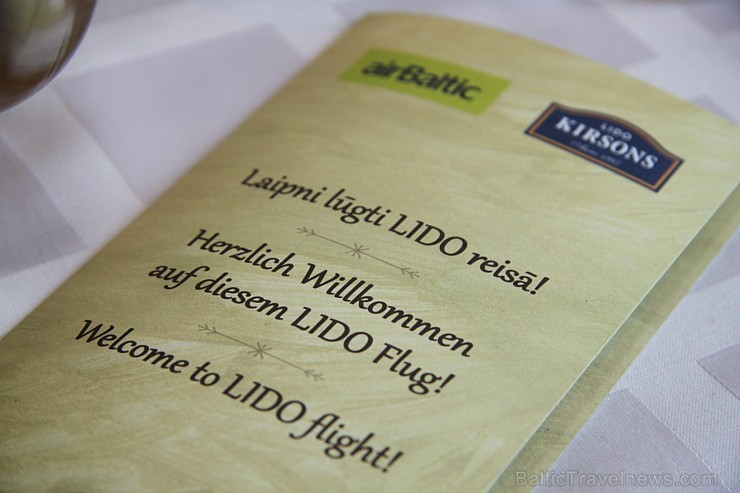 airBaltic
LIDO
KIRSONS
Laipni lūgti LIDO reisā!
Herzlich Willkommen
auf diesem LIDO Flug!
Welcome to LIDO flight!
BalticTravelnews.com